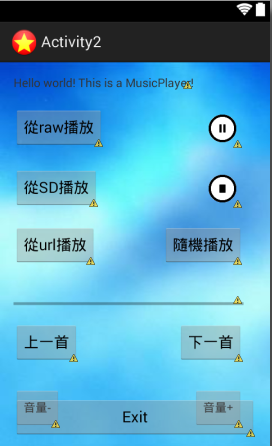 Activity2
Hello world! This is a MusicPlayer!
從raw播放
從SD播放
從url播放 隨機播放
上一首 下一首
音量- 音量+
Exit